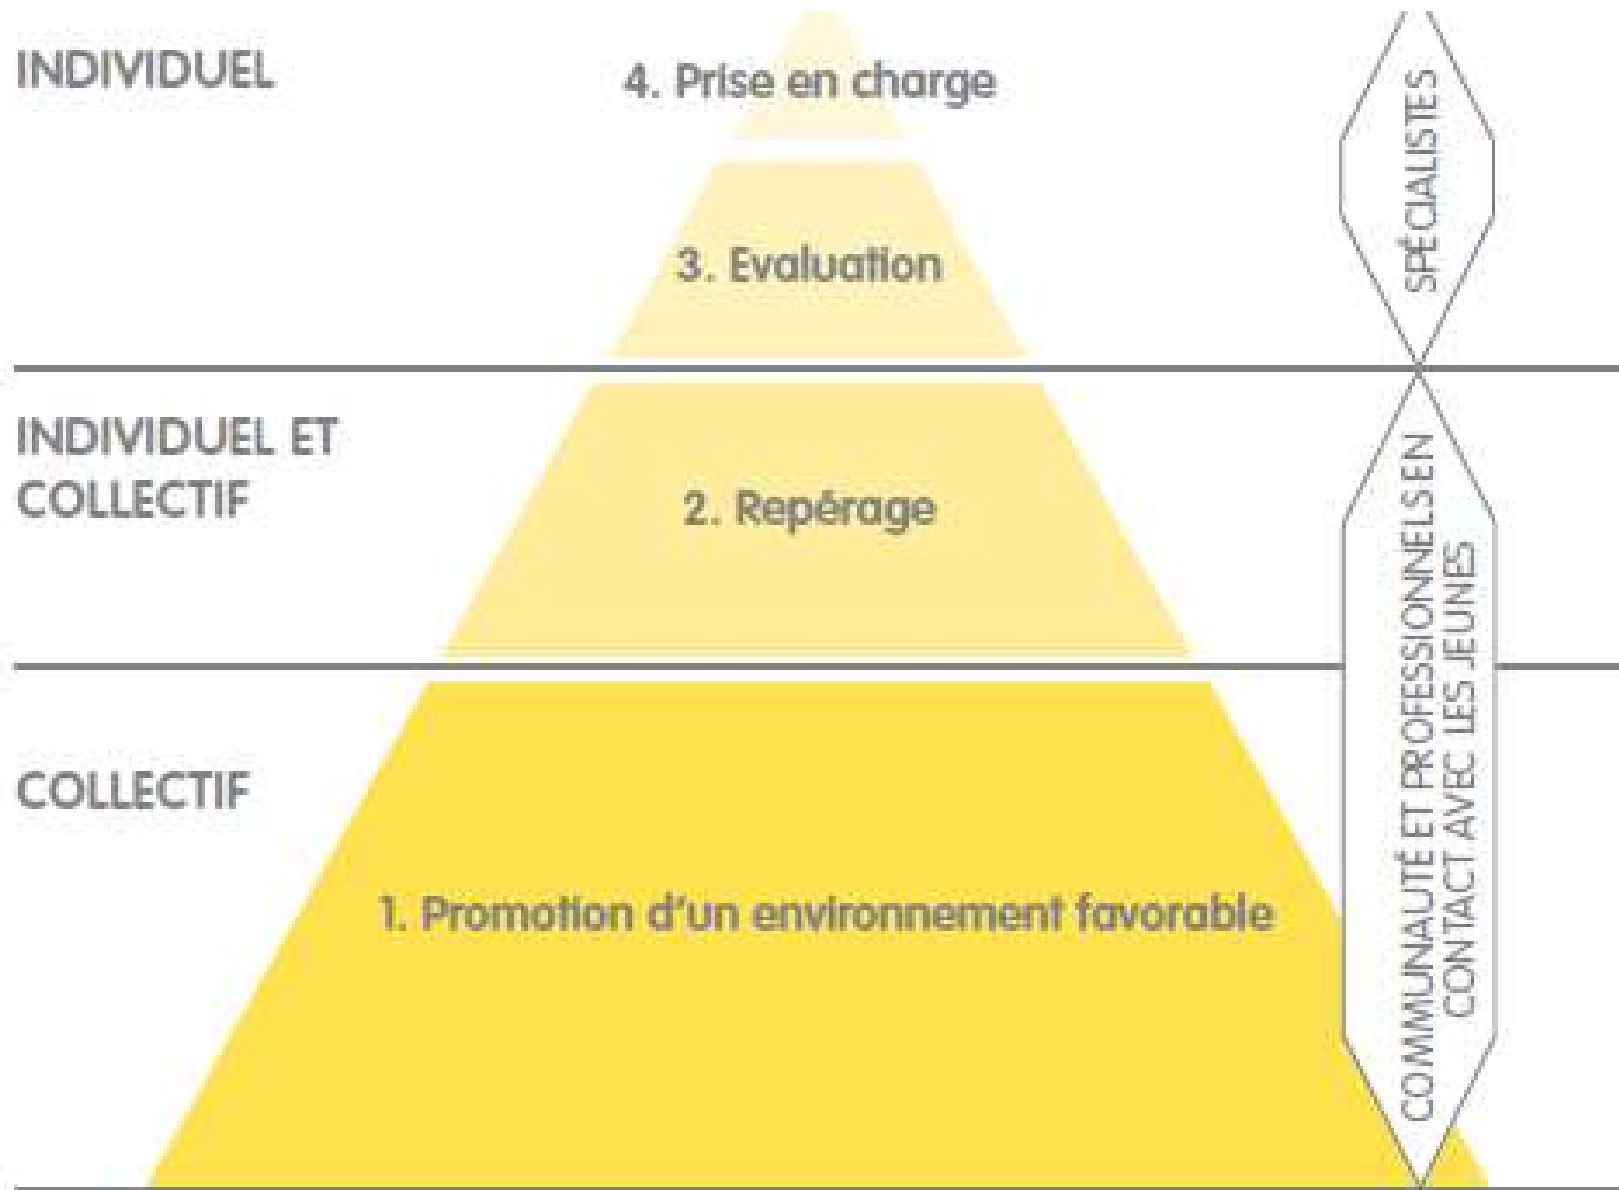 INDIVIDUEL
4. Prise en charge
3. Evaluation
SPÉCIALISTES
INDIVIDUEL ET
COLLECTIF
2. Repérage
COLLECTIF
1. Promotion d'un environnement favorable
COMMUNAUTÉ ET PROFESSIONNELS EN
CONTACT AVEC LES JEUNES